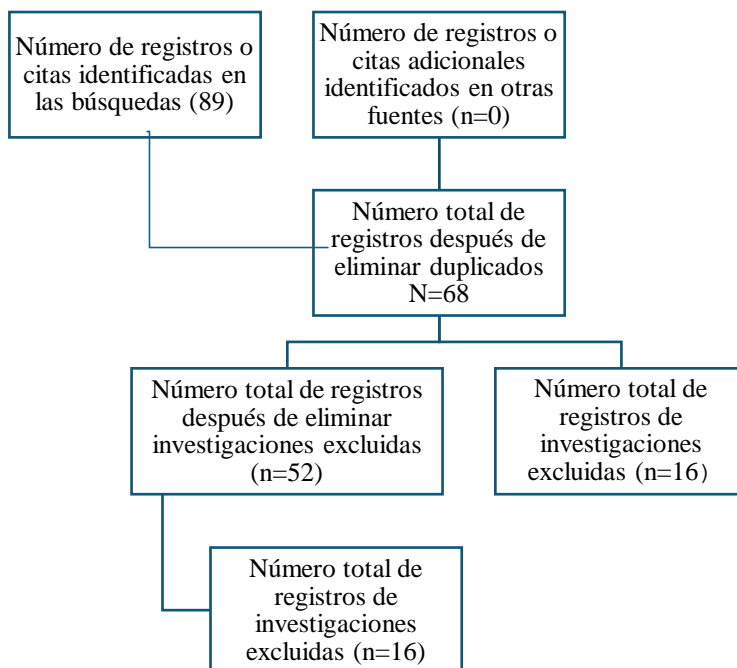 Número de registros o
citas identificadas en
las búsquedas (89)
Número de registros o
citas adicionales
identificados en otras
fuentes (n=0)
Número total de
registros después de
eliminar duplicados
N=68
Número total de registros
después de eliminar
investigaciones excluidas
(n=52)
Número total de
registros de
investigaciones
excluidas (n=16)
Número total de
registros de
investigaciones
excluidas (n=16)